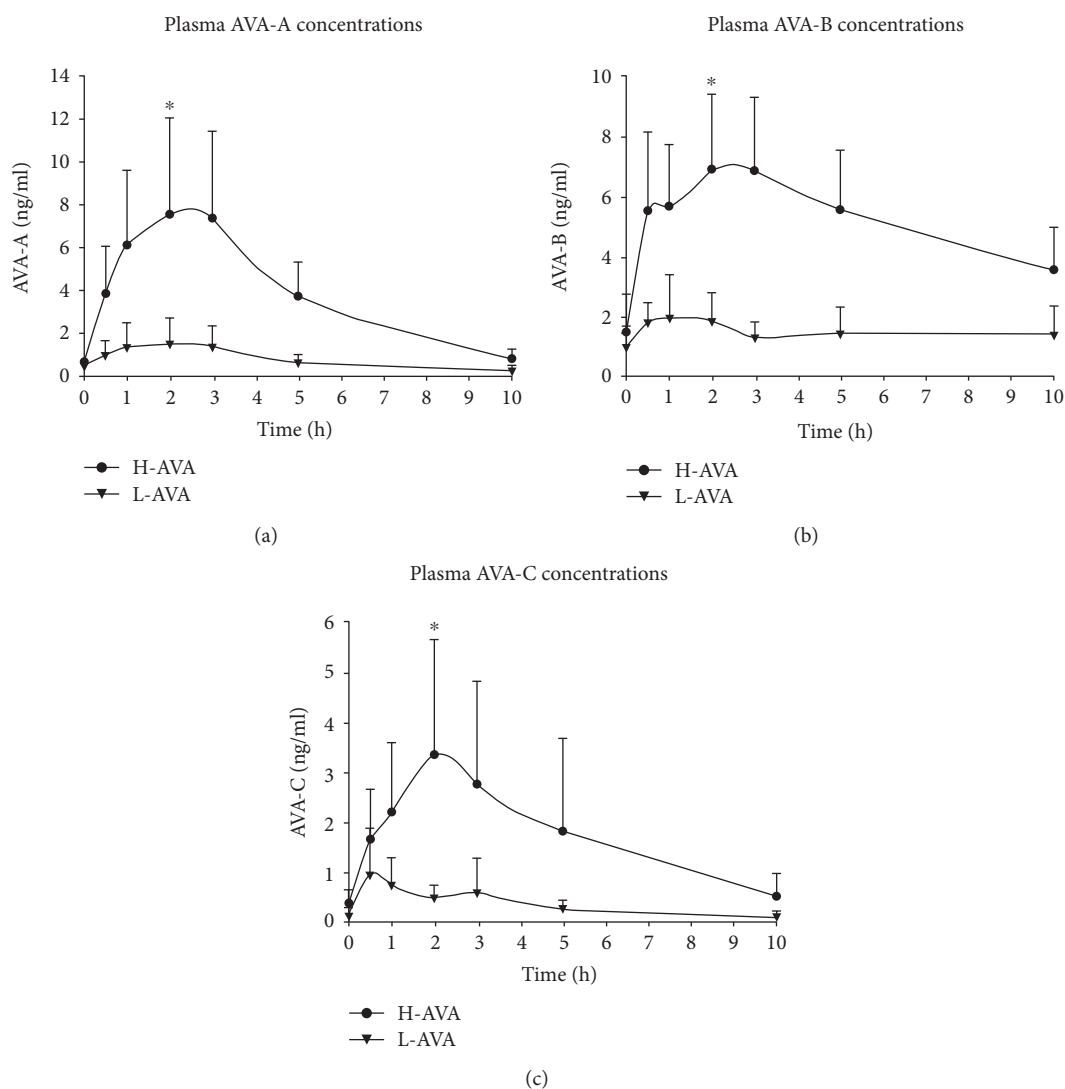 Plasma AVA-A concentrations
14
12
10
8
6
4
2
0
AVA-A (ng/ml)
*
0 1 2 3 4 5 6 7 8 9 10
Time (h)
H-AVA
L-AVA
(a)
Plasma AVA-B concentrations
10
8
6
4
2
0
AVA-B (ng/ml)
*
0 1 2 3 4 5 6 7 8 9 10
Time (h)
H-AVA
L-AVA
(b)
Plasma AVA-C concentrations
6
5
4
3
2
1
0
AVA-C (ng/ml)
*
0 1 2 3 4 5 6 7 8 9 10
Time (h)
H-AVA
L-AVA
(c)